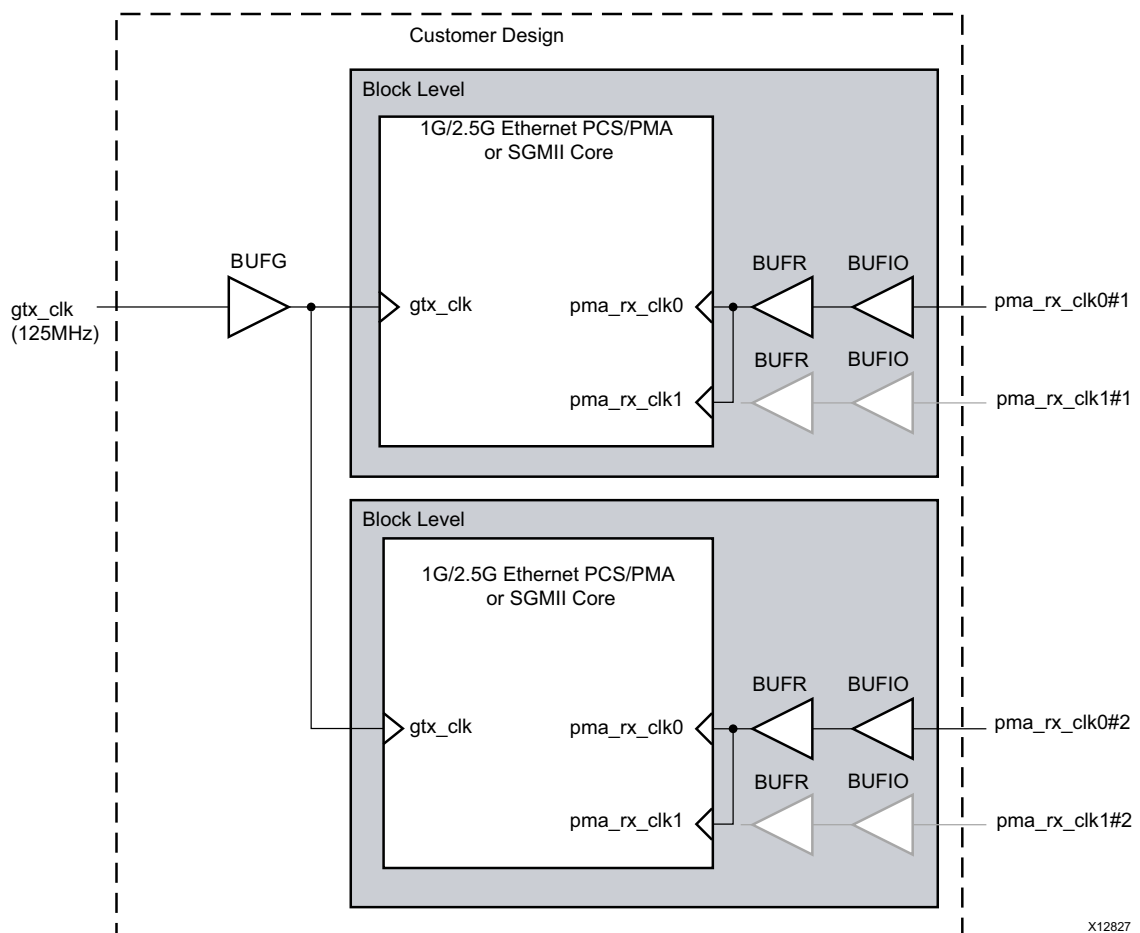 Customer Design
Block Level
1G/2.5G Ethernet PCS/PMA
or SGMII Core
BUFG
BUFR
BUFIO
gtx_clk
(125MHz)
gtx_clk
pma_rx_clk0
pma_rx_clk0#1
BUFR
BUFIO
pma_rx_clk1
pma_rx_clk1#1
Block Level
1G/2.5G Ethernet PCS/PMA
or SGMII Core
BUFR
BUFIO
gtx_clk
pma_rx_clk0
pma_rx_clk0#2
BUFR
BUFIO
pma_rx_clk1
pma_rx_clk1#2
X12827